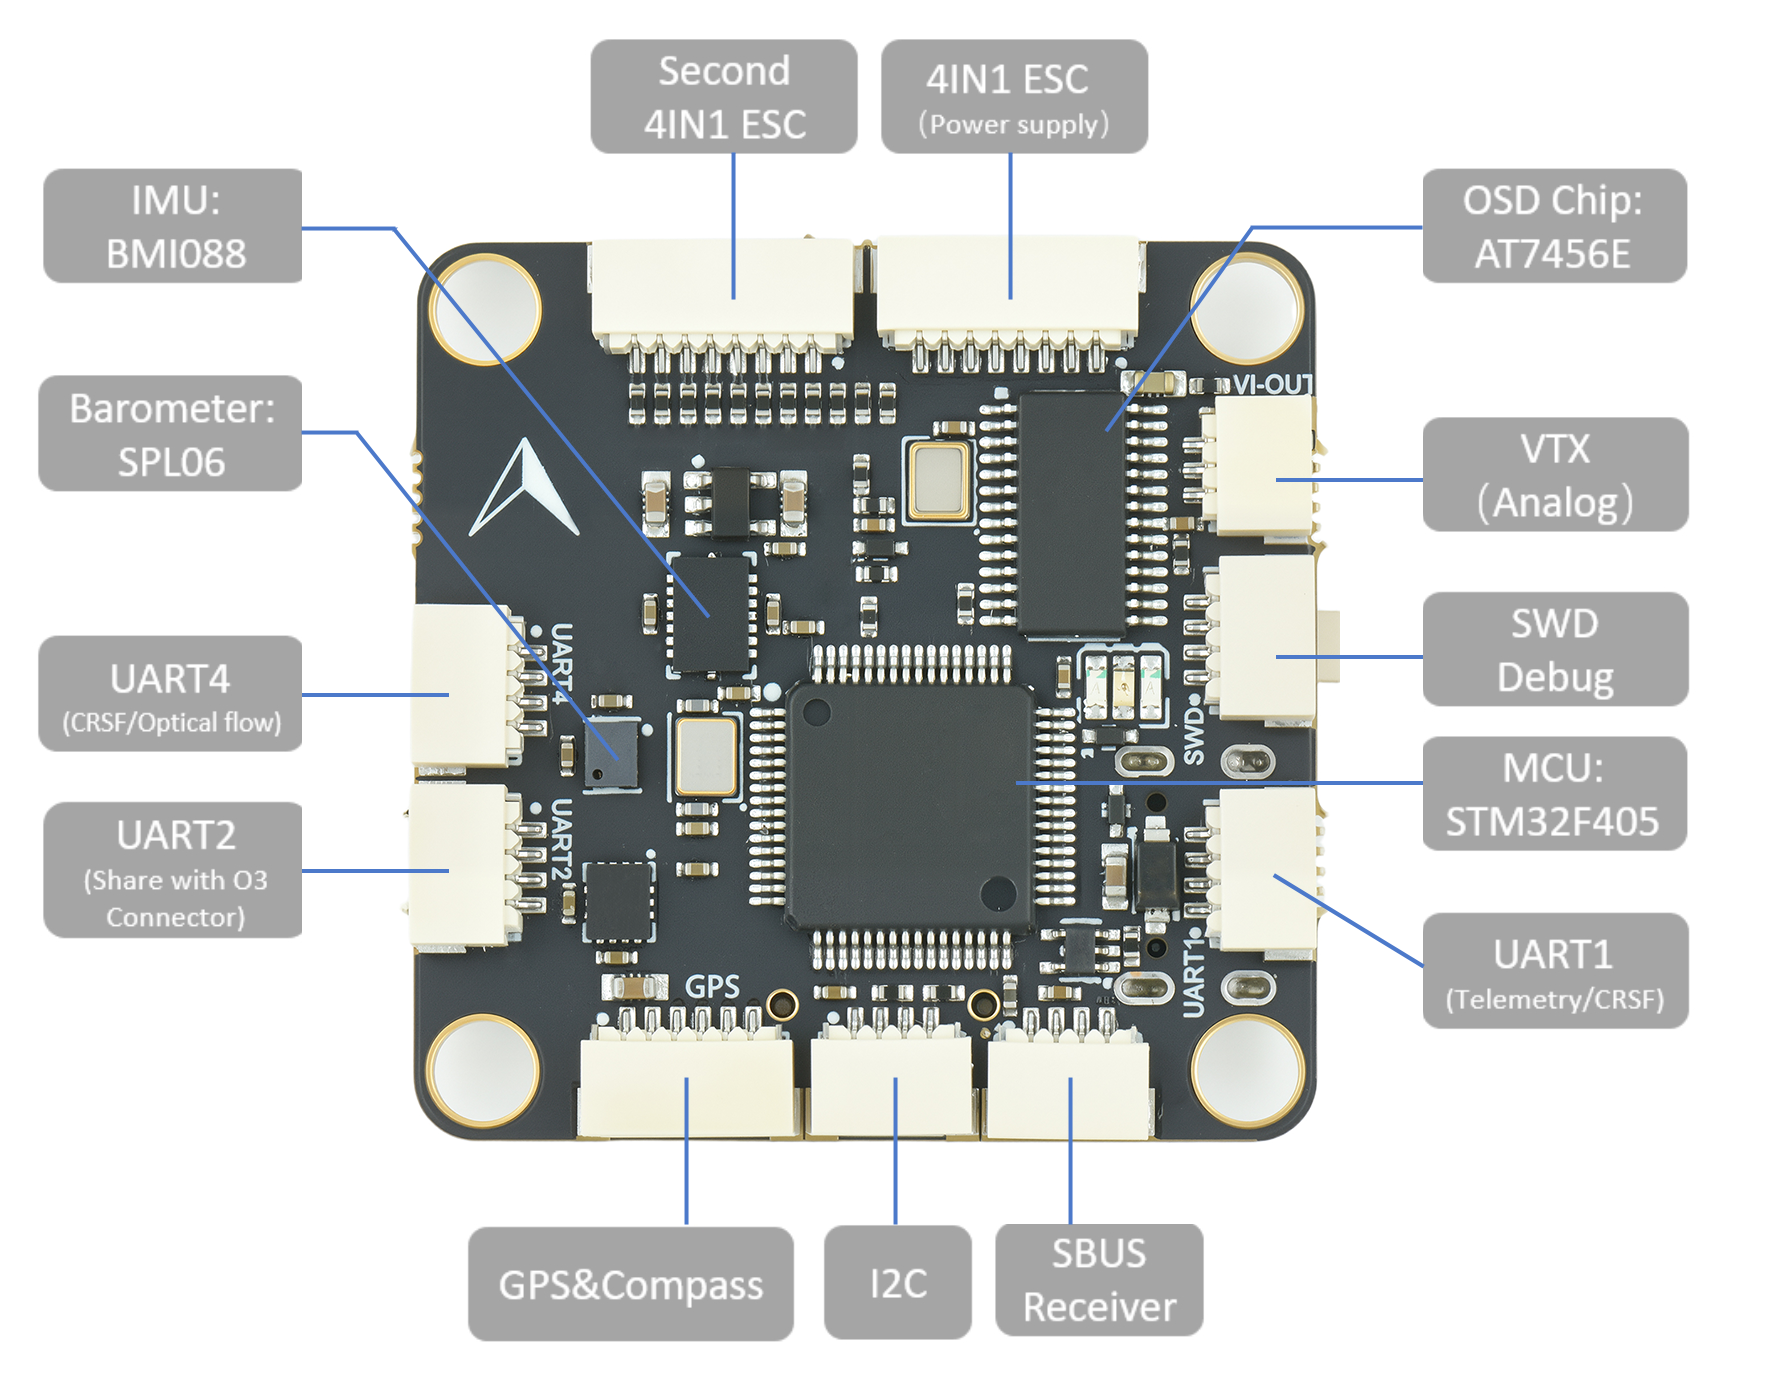 Second
4IN1 ESC
4IN1 ESC
(Power supply)
IMU:
BMI088
OSD Chip:
AT7456E
Barometer:
SPL06
VI-OUT
VTX
(Analog)
UART4
(CRSF/Optical flow)
UART4
SWD
Debug
SWD
MCU:
STM32F405
UART2
(Share with O3
Connector)
UART2
UART1
UART1
(Telemetry/CRSF)
GPS
GPS&Compass
I2C
SBUS
Receiver